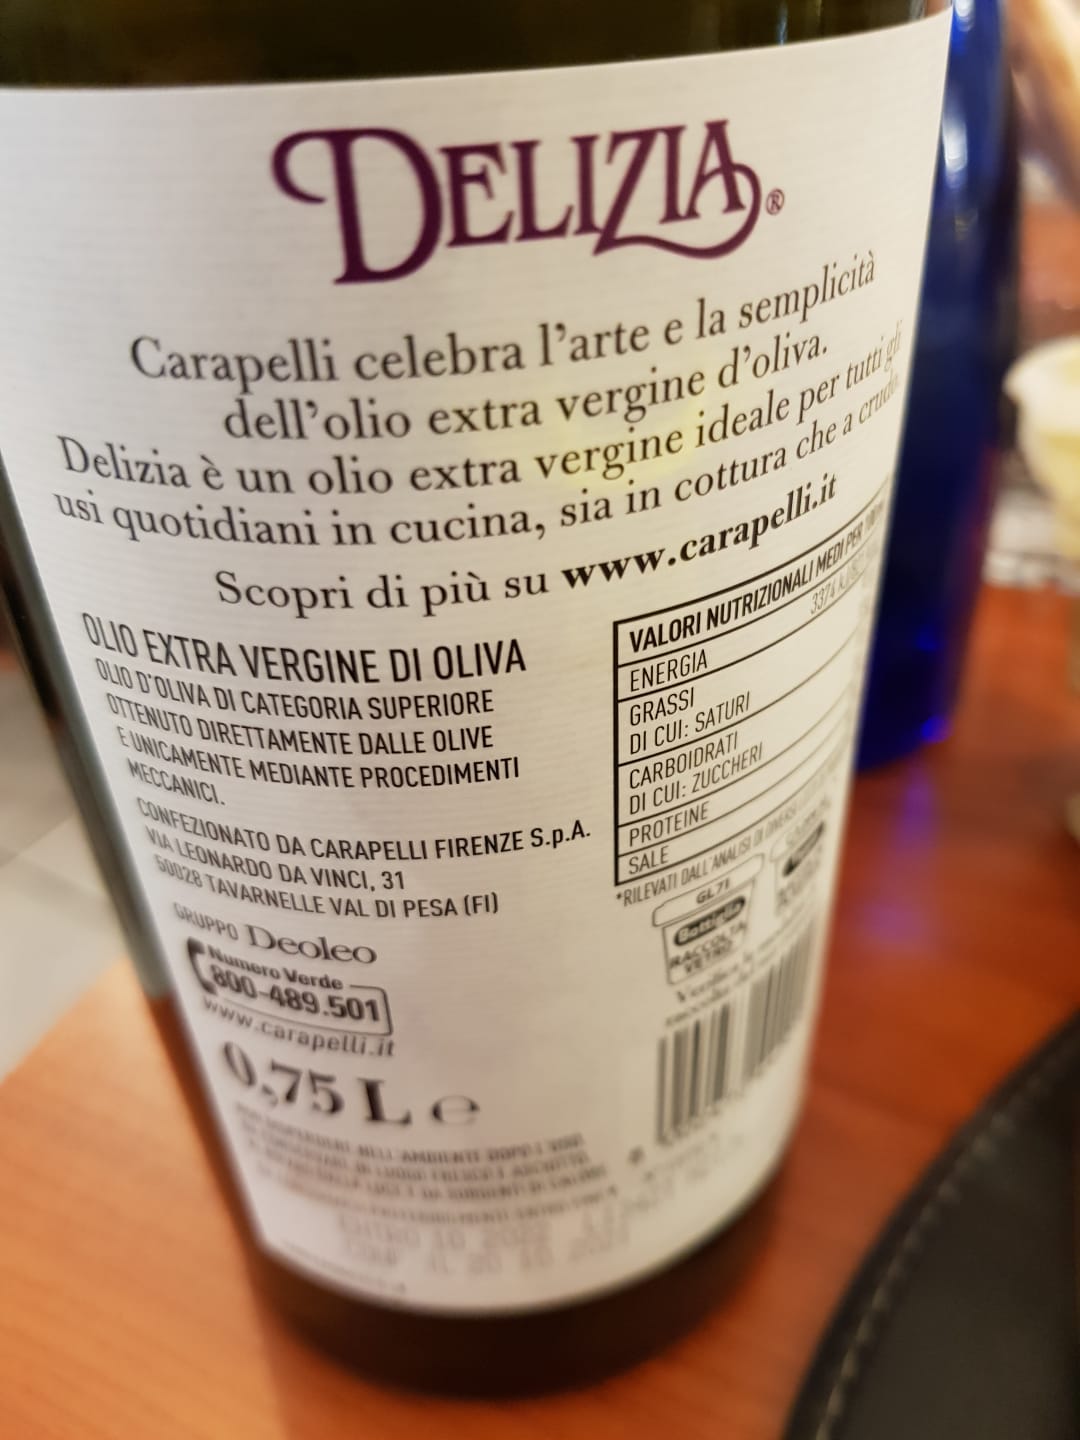 DELIZIA®
Carapelli celebra l'arte e la semplicità
dell'olio extra vergine d'oliva.
Delizia è un olio extra vergine ideale per tutti gli
usi quotidiani in cucina, sia in cottura che a crudo.
Scopri di più su www.carapelli.it
OLIO EXTRA VERGINE DI OLIVA
OLIO D'OLIVA DI CATEGORIA SUPERIORE
OTTENUTO DIRETTAMENTE DALLE OLIVE
E UNICAMENTE MEDIANTE PROCEDIMENTI
MECCANICI.
CONFEZIONATO DA CARAPELLI FIRENZE S.p.A.
VIA LEONARDO DA VINCI, 31
50028 TAVARNELLE VAL DI PESA (FI)
GRUPPO Deoleo
Numero Verde
800-489.501
www.carapelli.it
0,75 L e
VALORI NUTRIZIONALI MEDI PER
ENERGIA
GRASSI
DI CUI: SATURI
CARBOIDRATI
DI CUI: ZUCCHERI
PROTEINE
SALE
*RILEVATI DALL'ANALISI DI DIVERSI
GL71
Bottiglia
RACCOLTA
VETRO